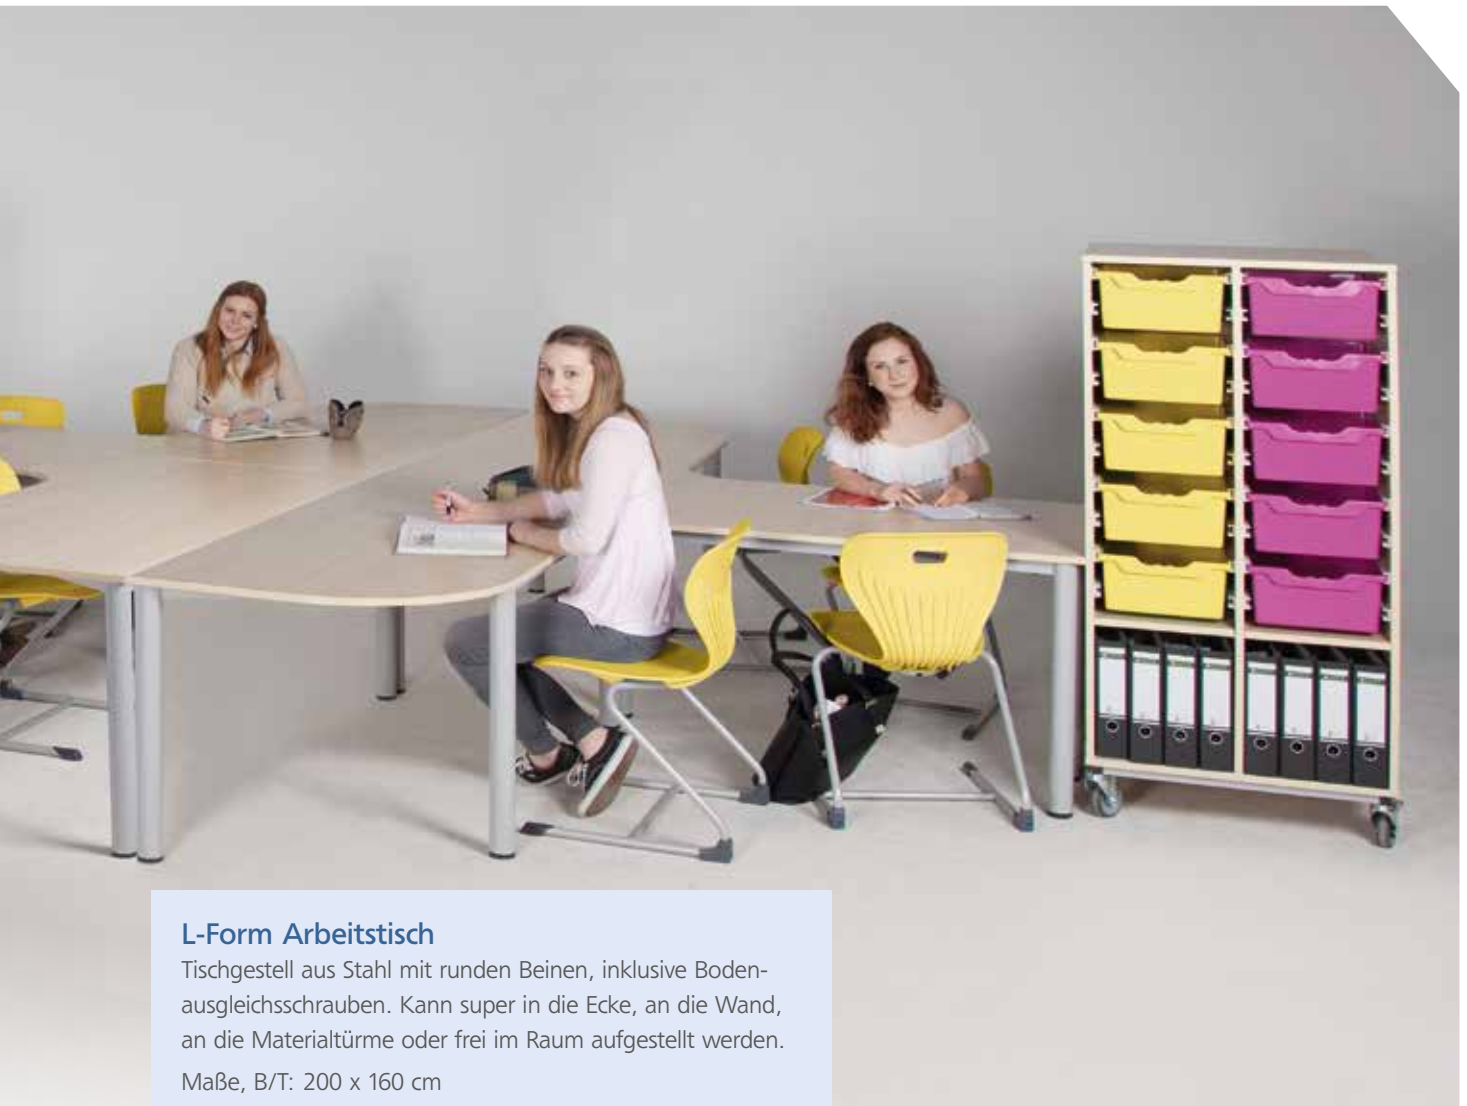 L-Form Arbeitstisch
Tischgestell aus Stahl mit runden Beinen, inklusive Boden-
ausgleichsschrauben. Kann super in die Ecke, an die Wand,
an die Materialtürme oder frei im Raum aufgestellt werden.
Maße, B/T: 200 x 160 cm